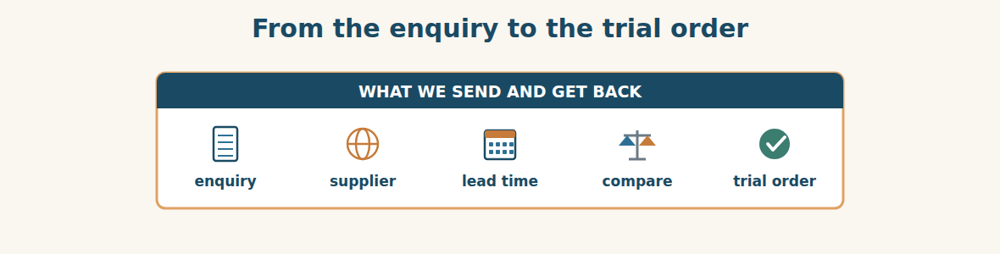 From the enquiry to the trial order
WHAT WE SEND AND GET BACK
enquiry
supplier
lead time
compare
trial order